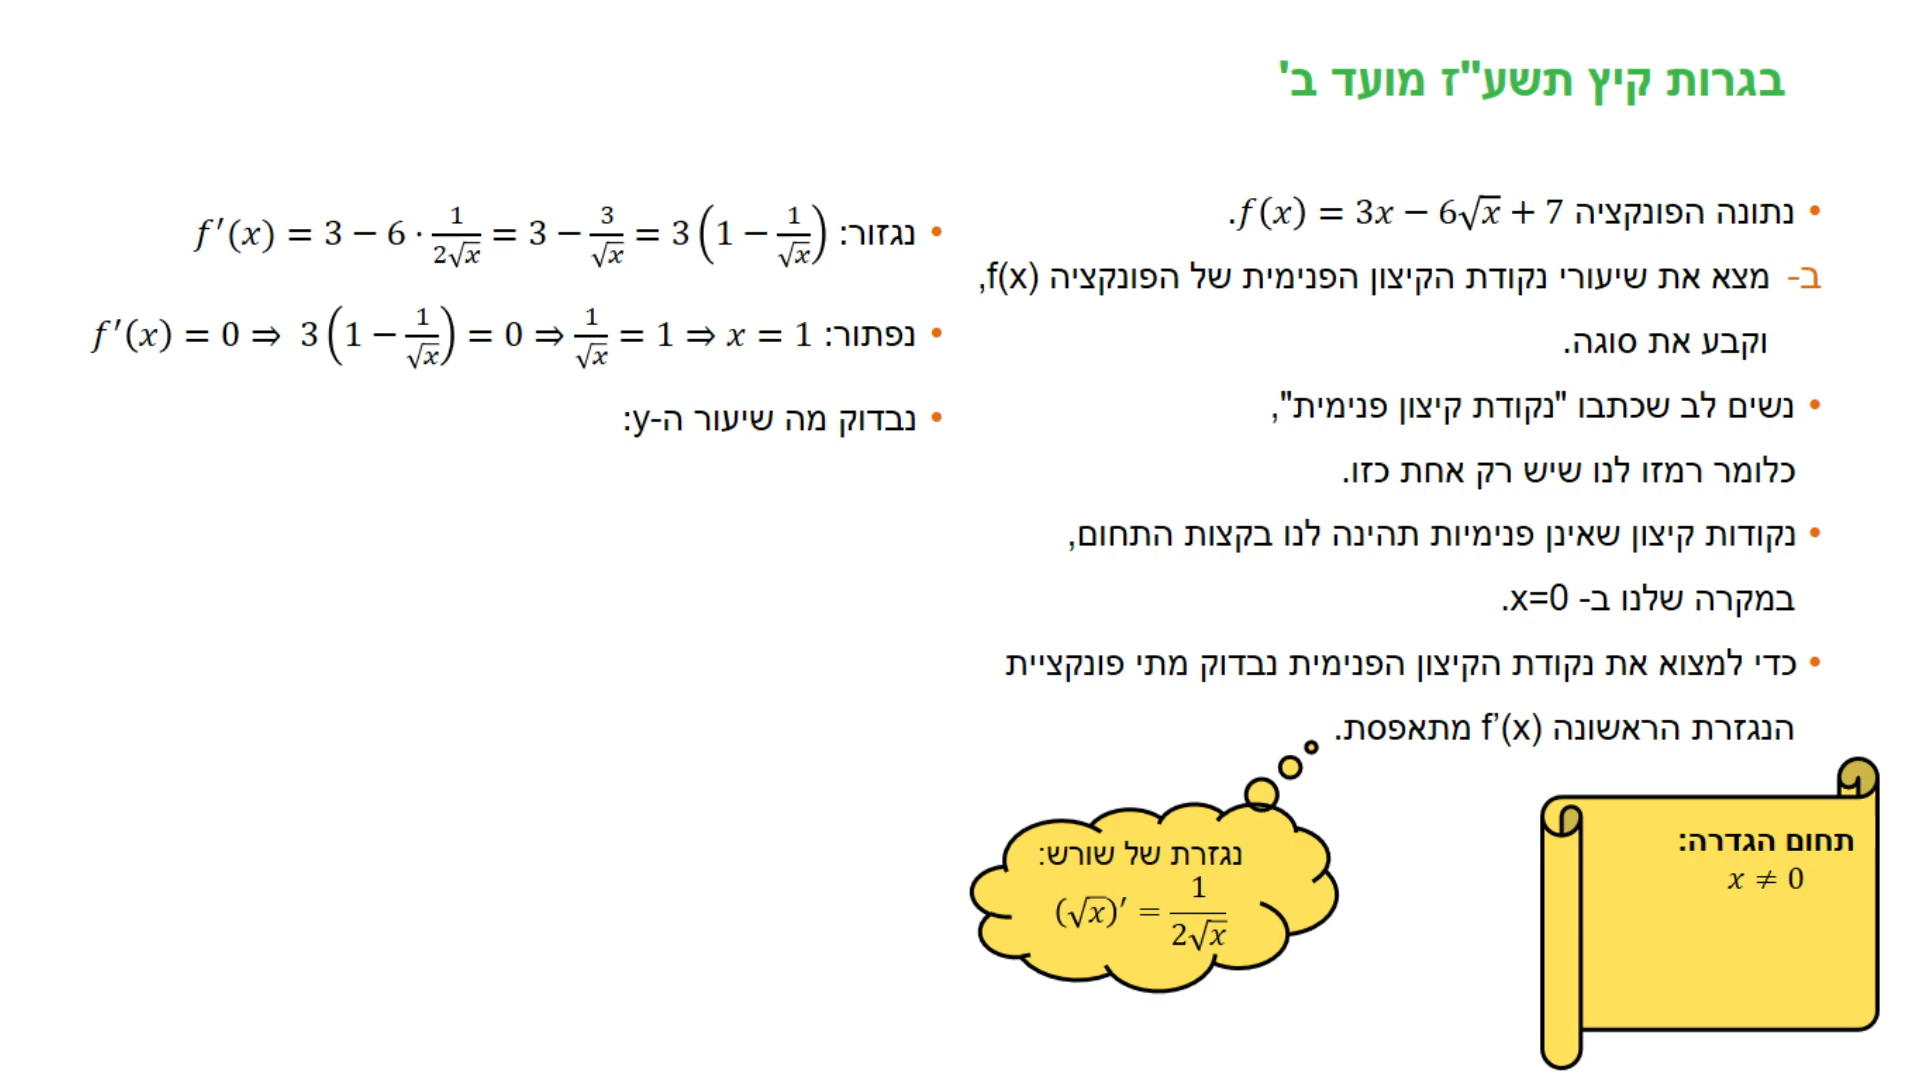 בגרות קיץ תשע"ז מועד ב'
• נתונה הפונקציה f(x) = 3x − 6√x + 7.
ב- מצא את שיעורי נקודת הקיצון הפנימית של הפונקציה f(x),
וקבע את סוגה.
• נשים לב שכתבו "נקודת קיצון פנימית",
כלומר רמזו לנו שיש רק אחת כזו.
• נקודות קיצון שאינן פנימיות תהינה לנו בקצות התחום,
במקרה שלנו ב- x=0.
• כדי למצוא את נקודת הקיצון הפנימית נבדוק מתי פונקציית
הנגזרת הראשונה f’(x) מתאפסת.
• נגזור: f′(x) = 3 − 6 · 1/(2√x) = 3 − 3/√x = 3(1 − 1/√x)
• נפתור: f′(x) = 0 ⇒ 3(1 − 1/√x) = 0 ⇒ 1/√x = 1 ⇒ x = 1
• נבדוק מה שיעור ה-y:
נגזרת של שורש:
(√x)′ = 1/(2√x)
תחום הגדרה:
x ≠ 0